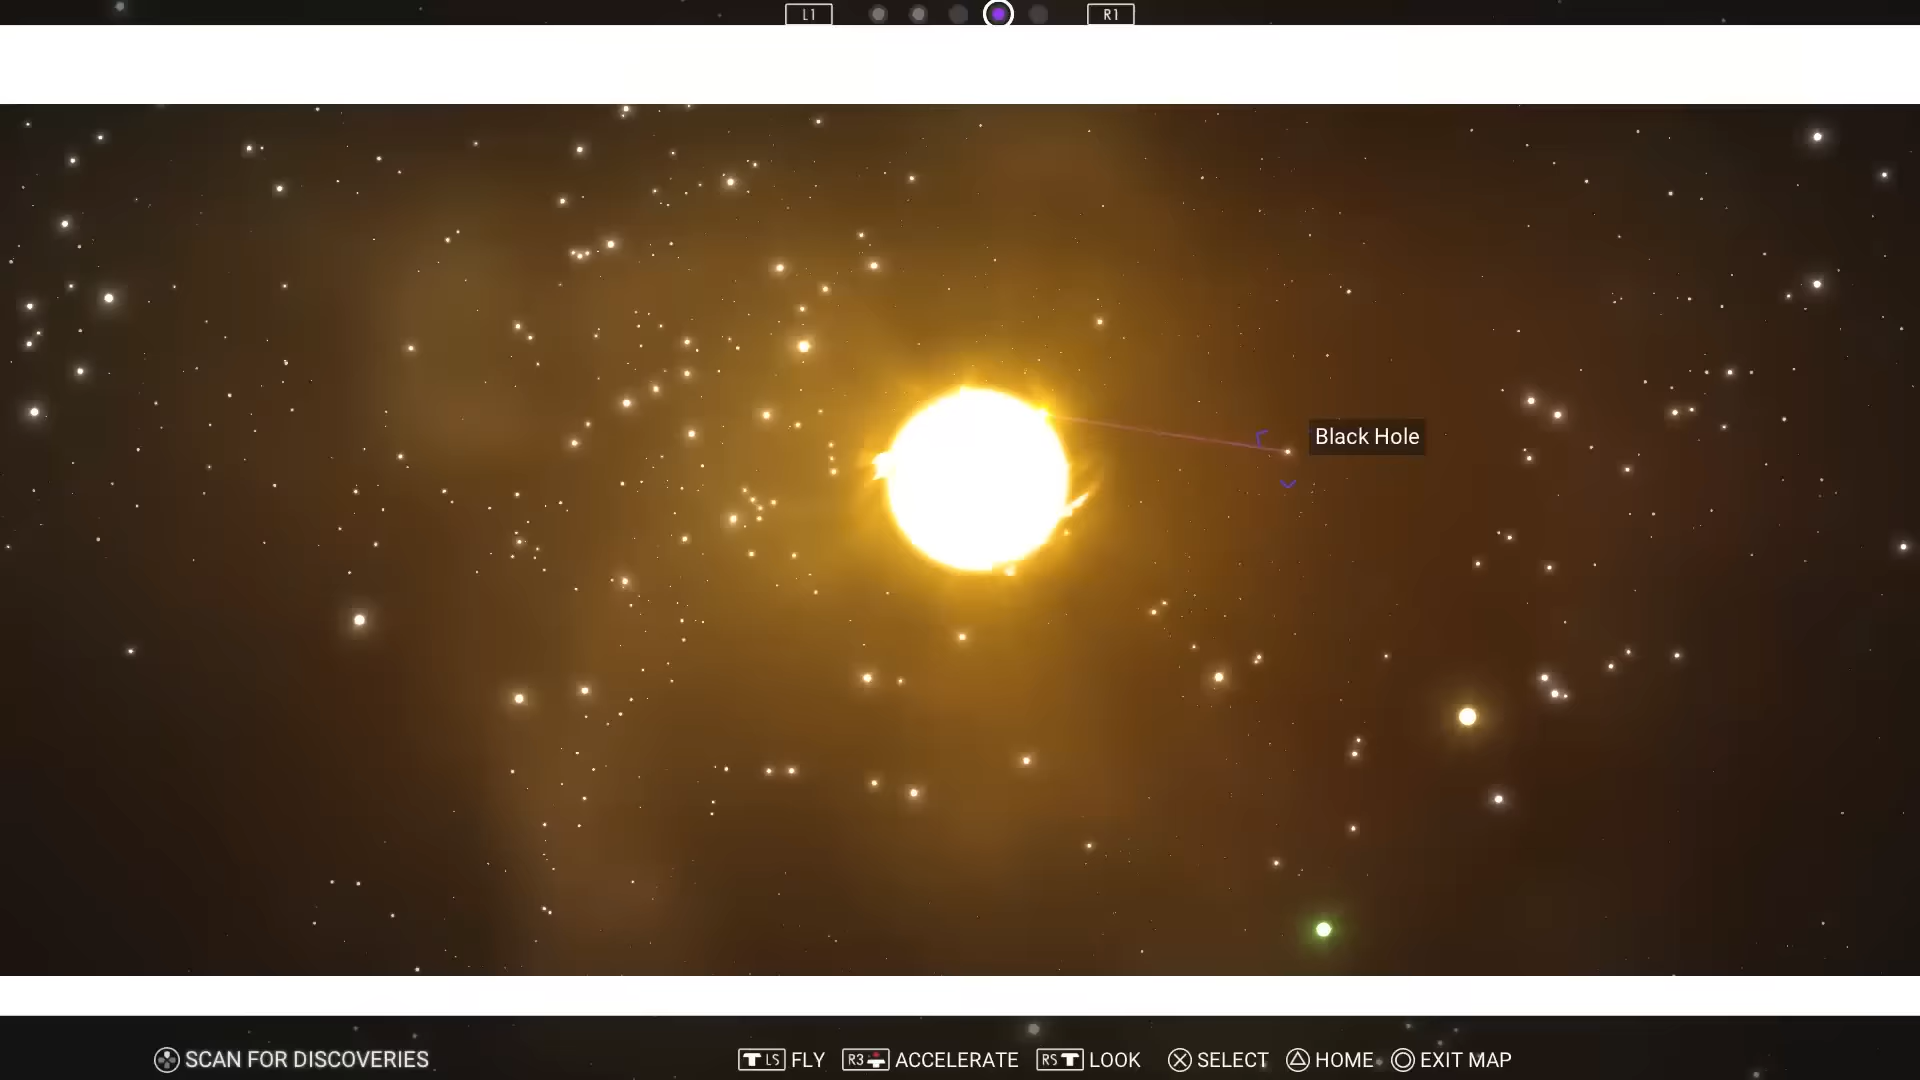 L1 R1
Black Hole
SCAN FOR DISCOVERIES LS FLY R3 ACCELERATE RS LOOK SELECT HOME EXIT MAP